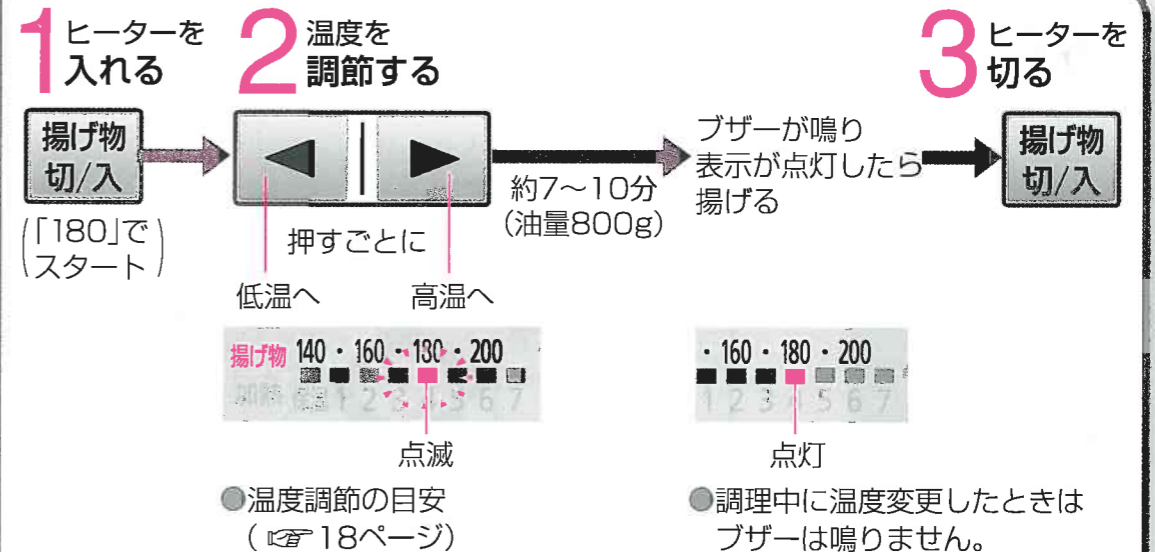 1 ヒーターを
入れる
揚げ物
切/入
(「180」で
スタート)
2 温度を
調節する
◀ ▶
押すごとに
低温へ 高温へ
約7〜10分
(油量800g)
ブザーが鳴り
表示が点灯したら
揚げる
3 ヒーターを
切る
揚げ物
切/入
揚げ物 140・160・180・200
1 2 3 4 5 6 7
点滅
●温度調節の目安
(☞18ページ)
・160・180・200
1 2 3 4 5 6 7
点灯
●調理中に温度変更したときは
ブザーは鳴りません。